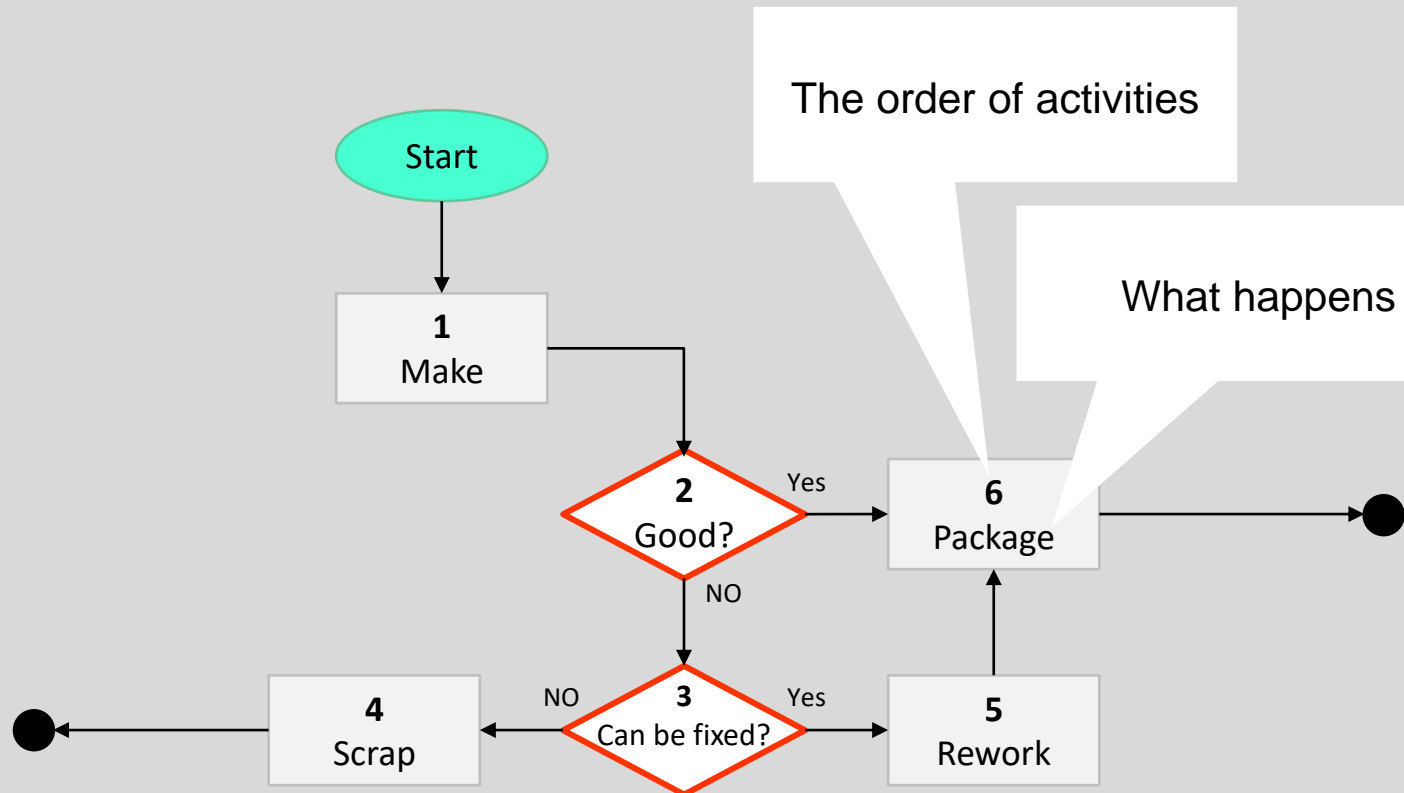 The order of activities
Start
What happens
1
Make
2
Good?
Yes
6
Package
NO
4
Scrap
NO
3
Can be fixed?
Yes
5
Rework